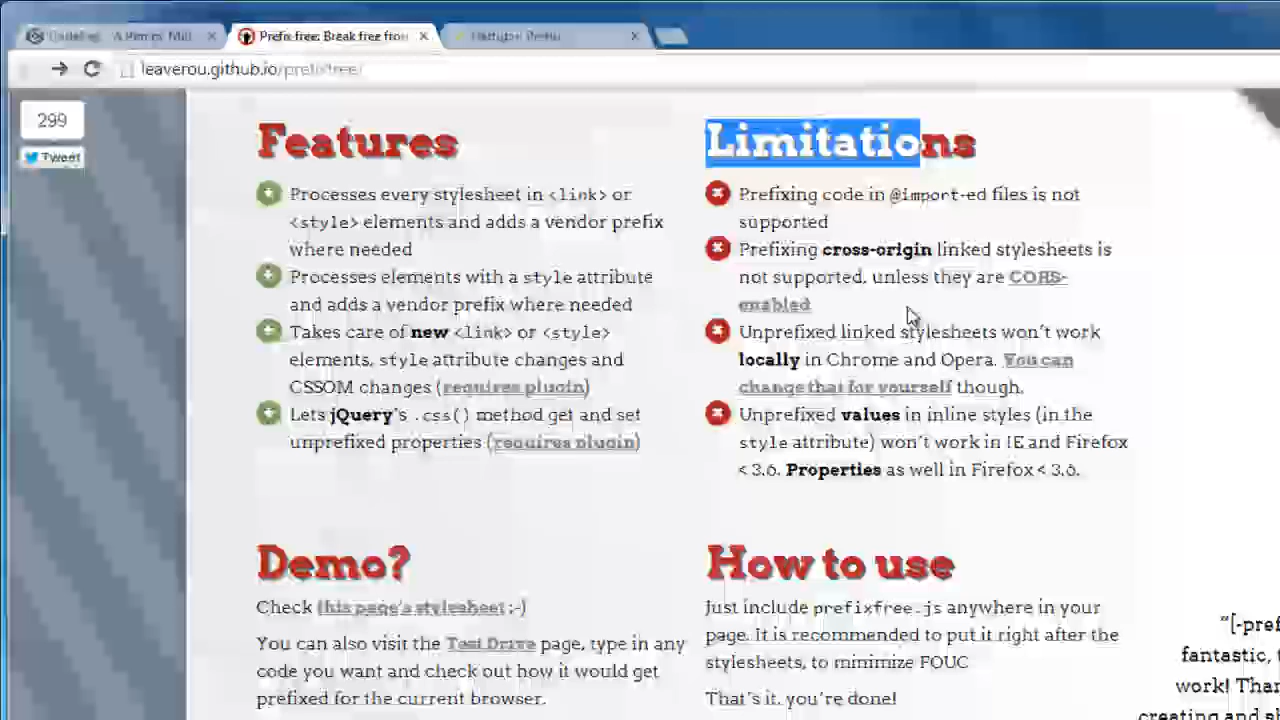 Prefix free: Break free from
leaverou.github.io/prefixfree/
299
Tweet
Features
Processes every stylesheet in <link> or
<style> elements and adds a vendor prefix
where needed
Processes elements with a style attribute
and adds a vendor prefix where needed
Takes care of new <link> or <style>
elements, style attribute changes and
CSSOM changes (requires plugin)
Lets jQuery's .css() method get and set
unprefixed properties (requires plugin)
Limitations
Prefixing code in @import-ed files is not
supported
Prefixing cross-origin linked stylesheets is
not supported, unless they are CORS-
enabled
Unprefixed linked stylesheets won't work
locally in Chrome and Opera. You can
change that for yourself though.
Unprefixed values in inline styles (in the
style attribute) won't work in IE and Firefox
< 3.6. Properties as well in Firefox < 3.6.
Demo?
Check this page's stylesheet ;-)
You can also visit the Test Drive page, type in any
code you want and check out how it would get
prefixed for the current browser.
How to use
Just include prefixfree.js anywhere in your
page. It is recommended to put it right after the
stylesheets, to minimize FOUC
That's it, you're done!
"[-pref
fantastic, t
work! Than
creating and sh